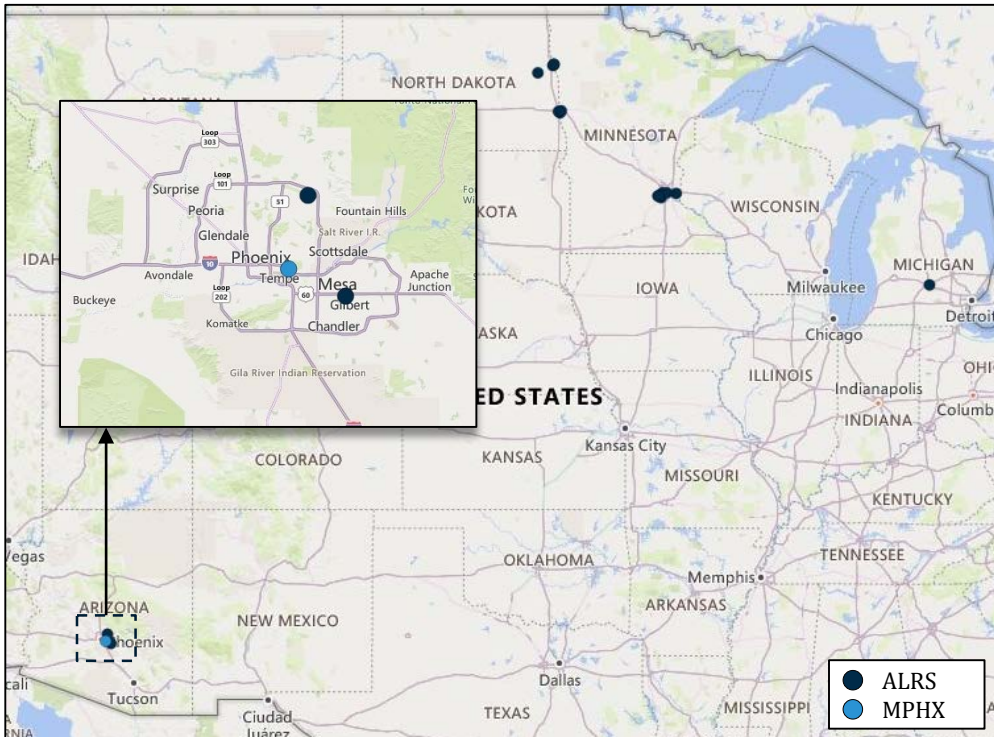 NORTH DAKOTA
MINNESOTA
WISCONSIN
MICHIGAN
Milwaukee
Detroit
IOWA
Chicago
ILLINOIS
Indianapolis
INDIANA
ED STATES
Kansas City
COLORADO
KANSAS
MISSOURI
KENTUCKY
Vegas
OKLAHOMA
TENNESSEE
Memphis
ARKANSAS
ARIZONA
NEW MEXICO
Phoenix
Tucson
Dallas
TEXAS
MISSISSIPPI
Ciudad
Juárez
cali
IDAH
KOTA
ASKA
OHIO
Columb
Loop
303
Surprise
Loop
101
51
Peoria
Fountain Hills
Glendale
Salt River I.R.
Phoenix
Scottsdale
10
Avondale
Tempe
Mesa
Apache
Junction
Buckeye
Loop
202
60
Gilbert
Komatke
Chandler
Gila River Indian Reservation
ALRS
MPHX